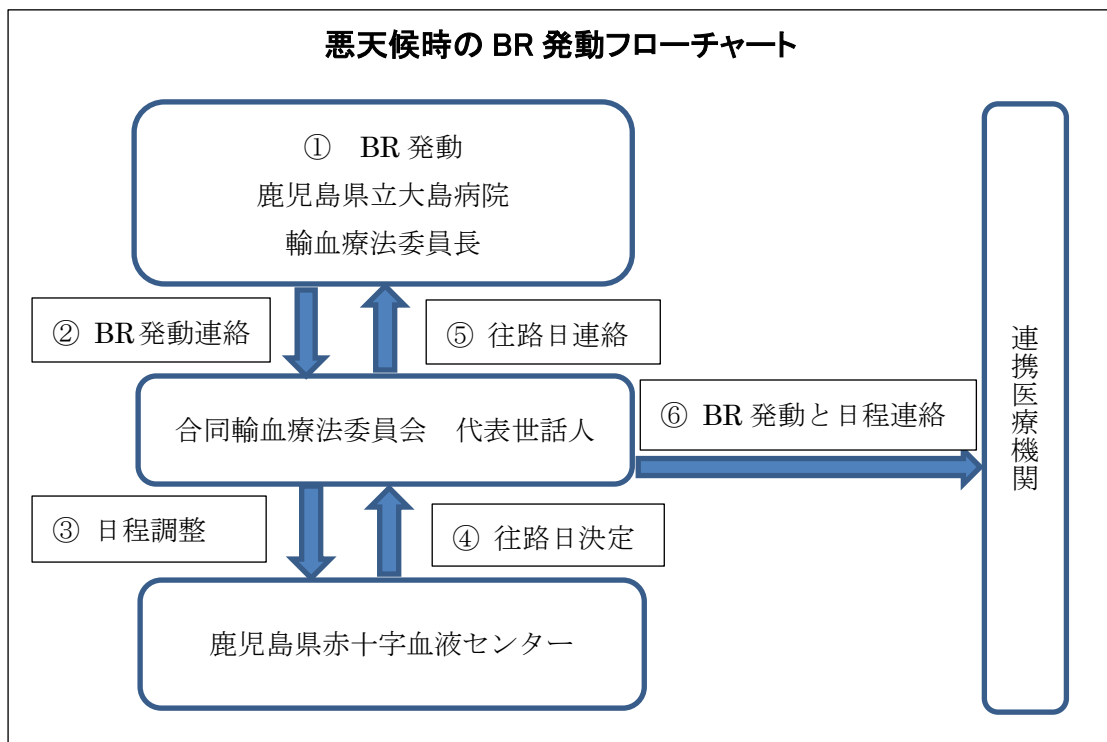 悪天候時の BR 発動フローチャート
① BR 発動
鹿児島県立大島病院
輸血療法委員長
② BR発動連絡
⑤ 往路日連絡
合同輸血療法委員会 代表世話人
⑥ BR 発動と日程連絡
③ 日程調整
④ 往路日決定
鹿児島県赤十字血液センター
連携医療機関